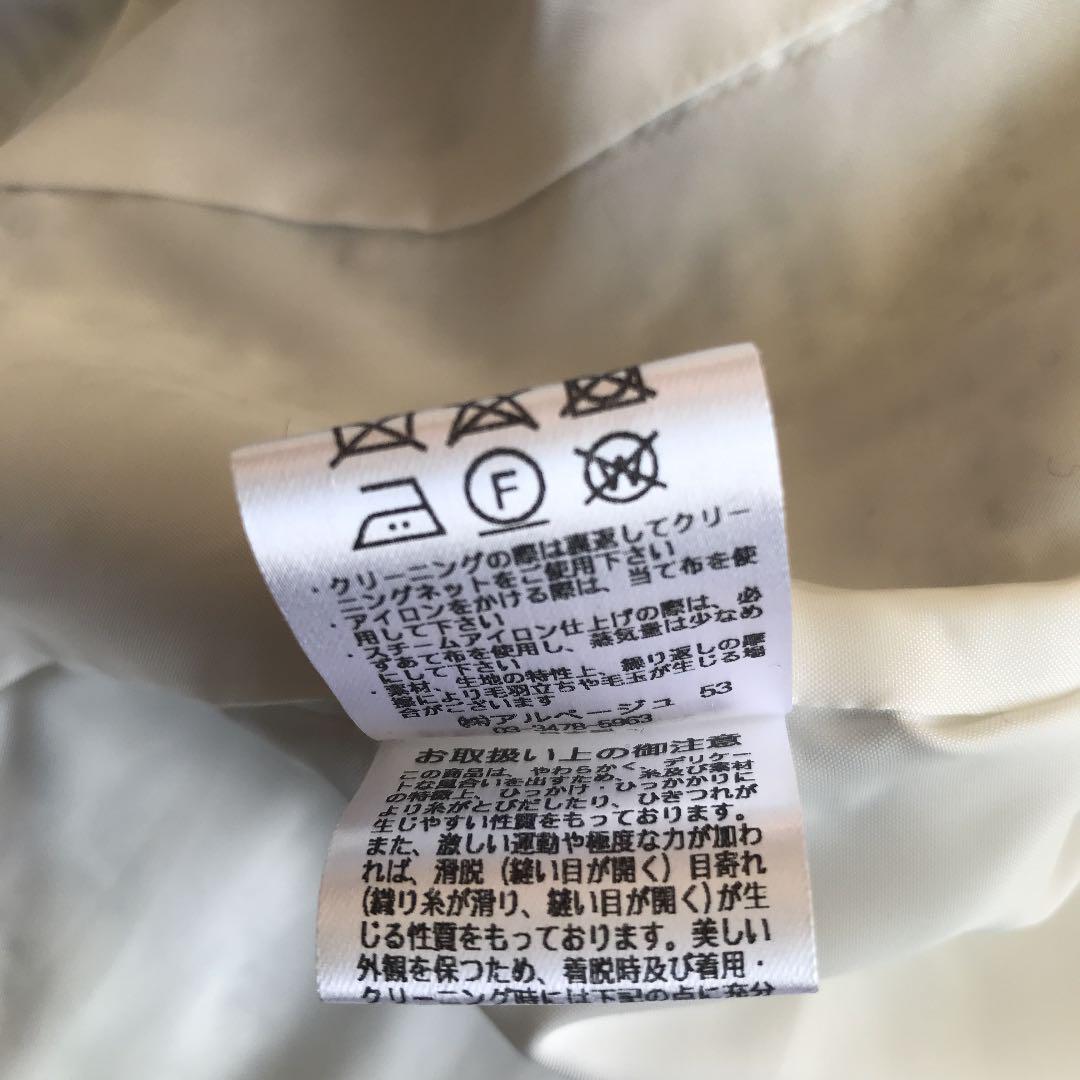 F
W
・クリーニングの際は裏返してクリー
ニングネットをご使用下さい
・アイロンをかける際は、当て布を使
用して下さい
・スチームアイロン仕上げの際は、必
ずあて布を使用し、蒸気量は少なめ
にして下さい
・素材、生地の特性上、繰り返しの摩
擦により毛羽立ちや毛玉が生じる場
合がございます
㈱アルページュ 53
03-3478-5963
お取扱い上の御注意
この商品は、やわらかく、デリケー
トな風合いを出すため、糸及び素材
の特徴上、ひっかけ・ひっかかりに
より糸がとびだしたり、ひきつれが
生じやすい性質をもっております。
また、激しい運動や極度な力が加わ
れば、滑脱(縫い目が開く)目寄れ
(織り糸が滑り、縫い目が開く)が生
じる性質をもっております。美しい
外観を保つため、着脱時及び着用・
クリーニング時には下記の点に充分